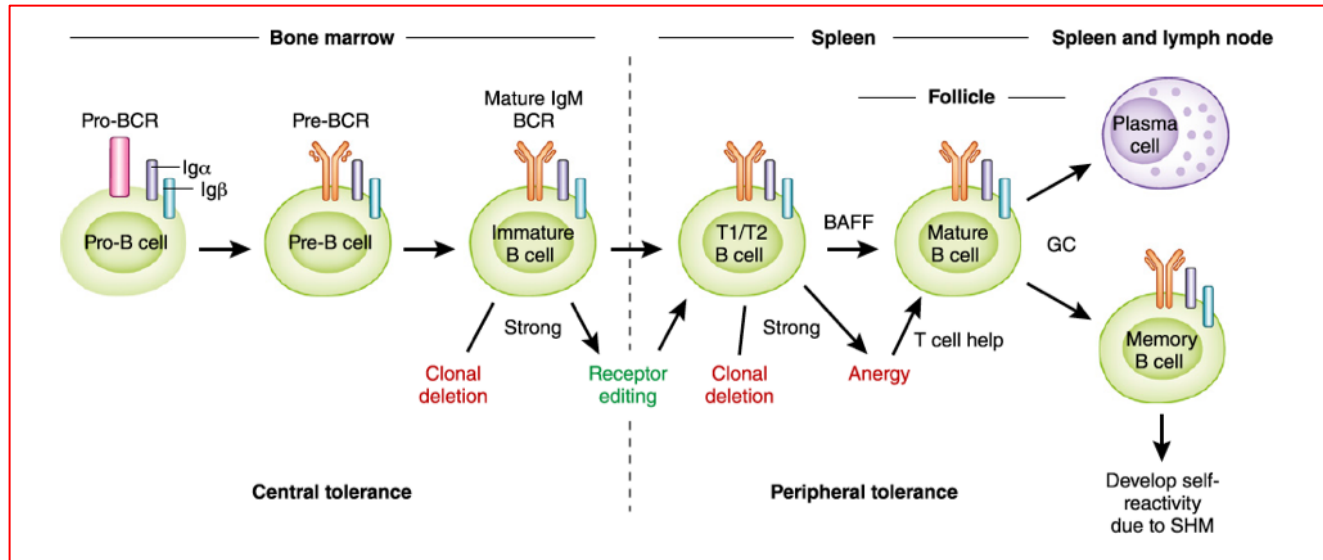 Bone marrow
Spleen
Spleen and lymph node
Follicle
Pro-BCR
Igα
Igβ
Pro-B cell
Pre-BCR
Pre-B cell
Mature IgM
BCR
Immature
B cell
T1/T2
B cell
BAFF
Mature
B cell
GC
Plasma
cell
Memory
B cell
Strong
Clonal
deletion
Receptor
editing
Strong
Clonal
deletion
Anergy
T cell help
Central tolerance
Peripheral tolerance
Develop self-
reactivity
due to SHM